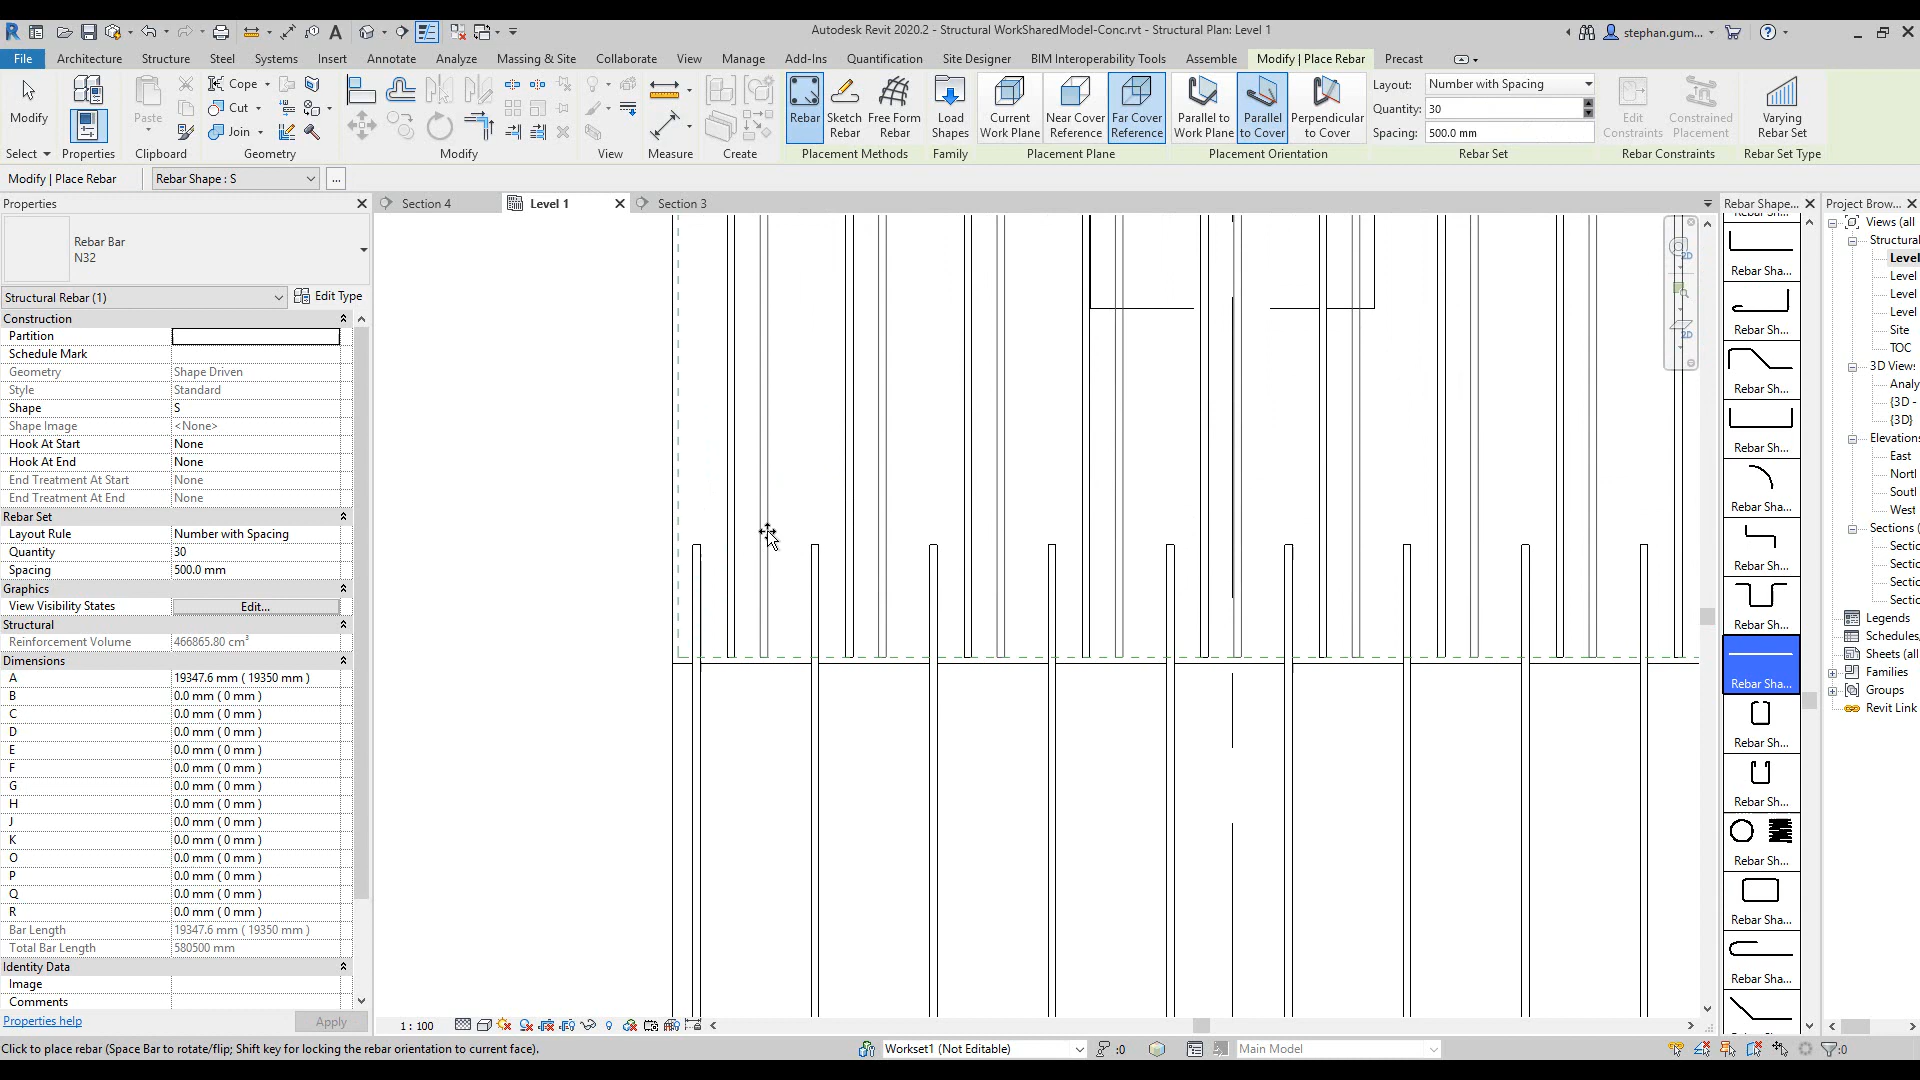 Autodesk Revit 2020.2 - Structural WorkSharedModel-Conc.rvt - Structural Plan: Level 1
stephan.gum...
File Architecture Structure Steel Systems Insert Annotate Analyze Massing & Site Collaborate View Manage Add-Ins Quantification Site Designer BIM Interoperability Tools Assemble Modify | Place Rebar Precast
Modify
Paste
Cope
Cut
Join
Rebar
Sketch Rebar
Free Form Rebar
Load Shapes
Current Work Plane
Near Cover Reference
Far Cover Reference
Parallel to Work Plane
Parallel to Cover
Perpendicular to Cover
Layout: Number with Spacing
Quantity: 30
Spacing: 500.0 mm
Edit Constraints
Constrained Placement
Varying Rebar Set
Select Properties Clipboard Geometry Modify View Measure Create Placement Methods Family Placement Plane Placement Orientation Rebar Set Rebar Constraints Rebar Set Type
Modify | Place Rebar Rebar Shape : S ...
Properties
Section 4 Level 1 Section 3
Rebar Shape...
Project Brow...
Rebar Bar
N32
Structural Rebar (1) Edit Type
Construction
Partition
Schedule Mark
Geometry Shape Driven
Style Standard
Shape S
Shape Image <None>
Hook At Start None
Hook At End None
End Treatment At Start None
End Treatment At End None
Rebar Set
Layout Rule Number with Spacing
Quantity 30
Spacing 500.0 mm
Graphics
View Visibility States Edit...
Structural
Reinforcement Volume 466865.80 cm³
Dimensions
A 19347.6 mm ( 19350 mm )
B 0.0 mm ( 0 mm )
C 0.0 mm ( 0 mm )
D 0.0 mm ( 0 mm )
E 0.0 mm ( 0 mm )
F 0.0 mm ( 0 mm )
G 0.0 mm ( 0 mm )
H 0.0 mm ( 0 mm )
J 0.0 mm ( 0 mm )
K 0.0 mm ( 0 mm )
O 0.0 mm ( 0 mm )
P 0.0 mm ( 0 mm )
Q 0.0 mm ( 0 mm )
R 0.0 mm ( 0 mm )
Bar Length 19347.6 mm ( 19350 mm )
Total Bar Length 580500 mm
Identity Data
Image
Comments
Properties help Apply
2D
2D
Rebar Sha...
Rebar Sh...
Rebar Sha...
Rebar Sh...
Rebar Sha...
Rebar Sh...
Rebar Sh...
Rebar Sha...
Rebar Sh...
Rebar Sh...
Rebar Sh...
Rebar Sha...
Rebar Sha...
Views (all
Structural
Level
Level
Level
Level
Site
TOC
3D Views
Analy
{3D -
{3D}
Elevations
East
North
South
West
Sections (
Sectio
Sectio
Sectio
Sectio
Legends
Schedules,
Sheets (all
Families
Groups
Revit Link
1 : 100
Click to place rebar (Space Bar to rotate/flip; Shift key for locking the rebar orientation to current face).
Workset1 (Not Editable)
:0
Main Model
:0